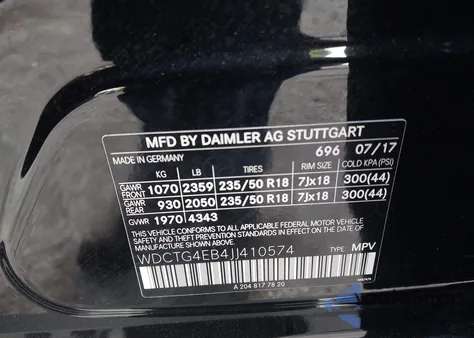 MFD BY DAIMLER AG STUTTGART
MADE IN GERMANY 696 07/17
KG LB TIRES RIM SIZE COLD KPA (PSI)
GAWR FRONT 1070 2359 235/50 R18 7Jx18 300(44)
GAWR REAR 930 2050 235/50 R18 7Jx18 300(44)
GVWR 1970 4343
THIS VEHICLE CONFORMS TO ALL APPLICABLE FEDERAL MOTOR VEHICLE
SAFETY STANDARDS IN EFFECT ON THE DATE OF MANUFACTURE SHOWN ABOVE.
WDCTG4EB4JJ410574 TYPE: MPV
A 204 817 78 20